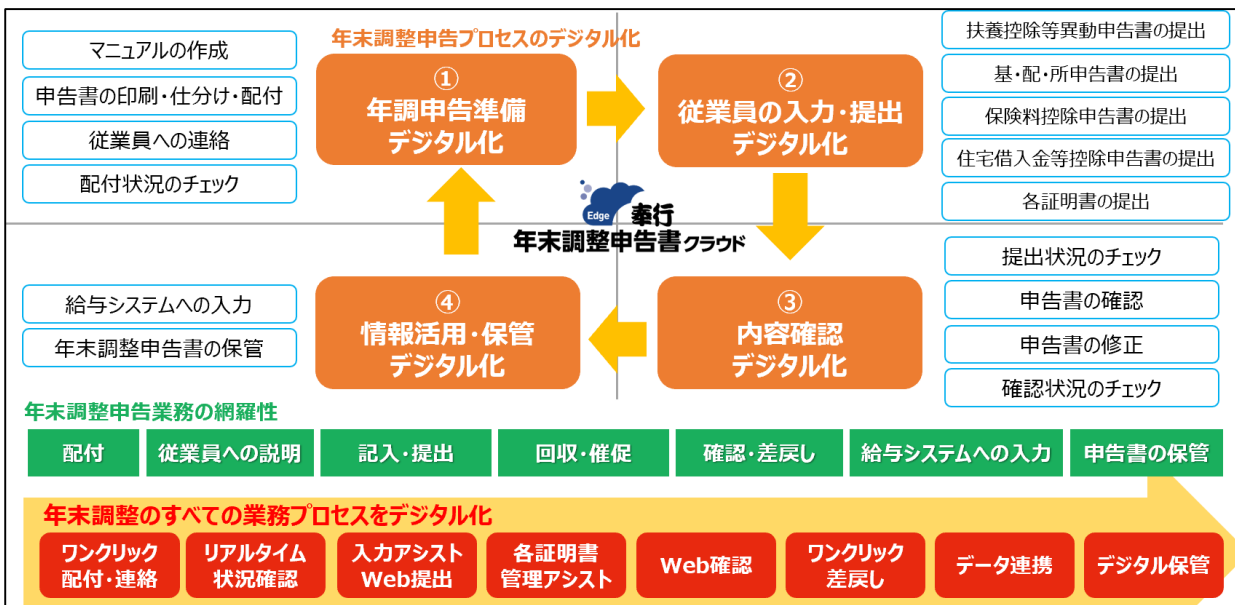 マニュアルの作成
申告書の印刷・仕分け・配付
従業員への連絡
配付状況のチェック
年末調整申告プロセスのデジタル化
①
年調申告準備
デジタル化
②
従業員の入力・提出
デジタル化
扶養控除等異動申告書の提出
基・配・所申告書の提出
保険料控除申告書の提出
住宅借入金等控除申告書の提出
各証明書の提出
Edge 奉行
年末調整申告書クラウド
給与システムへの入力
年末調整申告書の保管
④
情報活用・保管
デジタル化
③
内容確認
デジタル化
提出状況のチェック
申告書の確認
申告書の修正
確認状況のチェック
年末調整申告業務の網羅性
配付
従業員への説明
記入・提出
回収・催促
確認・差戻し
給与システムへの入力
申告書の保管
年末調整のすべての業務プロセスをデジタル化
ワンクリック
配付・連絡
リアルタイム
状況確認
入力アシスト
Web提出
各証明書
管理アシスト
Web確認
ワンクリック
差戻し
データ連携
デジタル保管